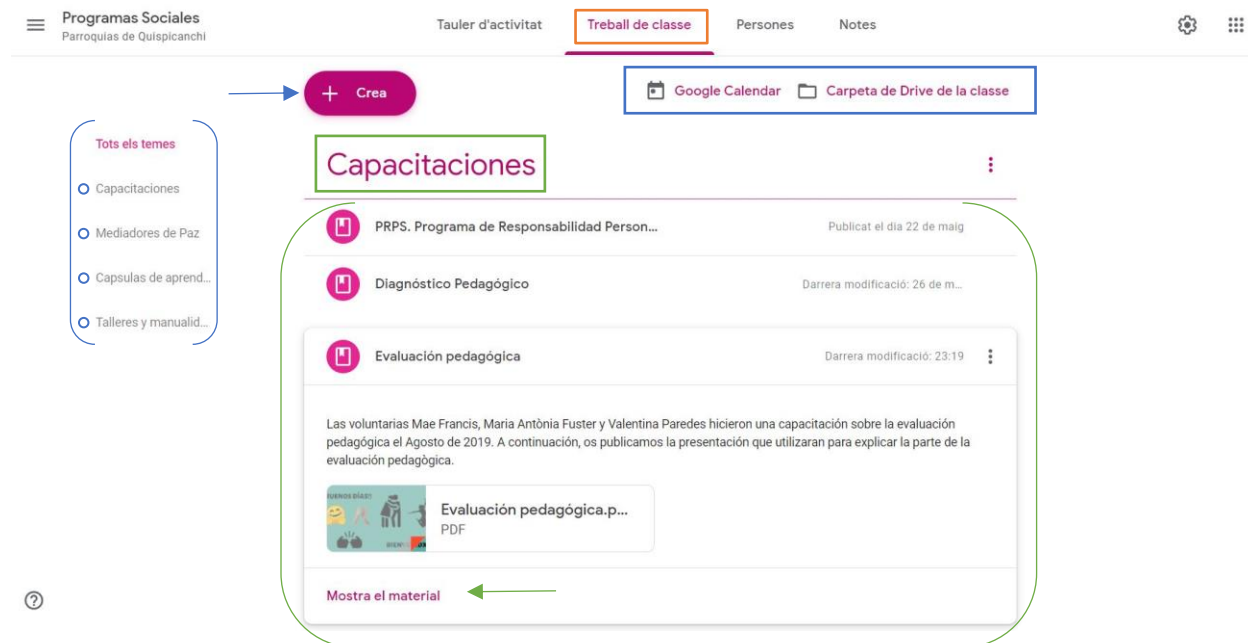 Programas Sociales
Parroquias de Quispicanchi
Tauler d'activitat
Treball de classe
Persones
Notes
Crea
Google Calendar
Carpeta de Drive de la classe
Tots els temes
Capacitaciones
Mediadores de Paz
Capsulas de aprend...
Talleres y manualid...
Capacitaciones
PRPS. Programa de Responsabilidad Person...
Publicat el dia 22 de maig
Diagnóstico Pedagógico
Darrera modificació: 26 de m...
Evaluación pedagógica
Darrera modificació: 23:19
Las voluntarias Mae Francis, Maria Antònia Fuster y Valentina Paredes hicieron una capacitación sobre la evaluación
pedagógica el Agosto de 2019. A continuación, os publicamos la presentación que utilizaran para explicar la parte de la
evaluación pedagògica.
Evaluación pedagógica.p...
PDF
Mostra el material